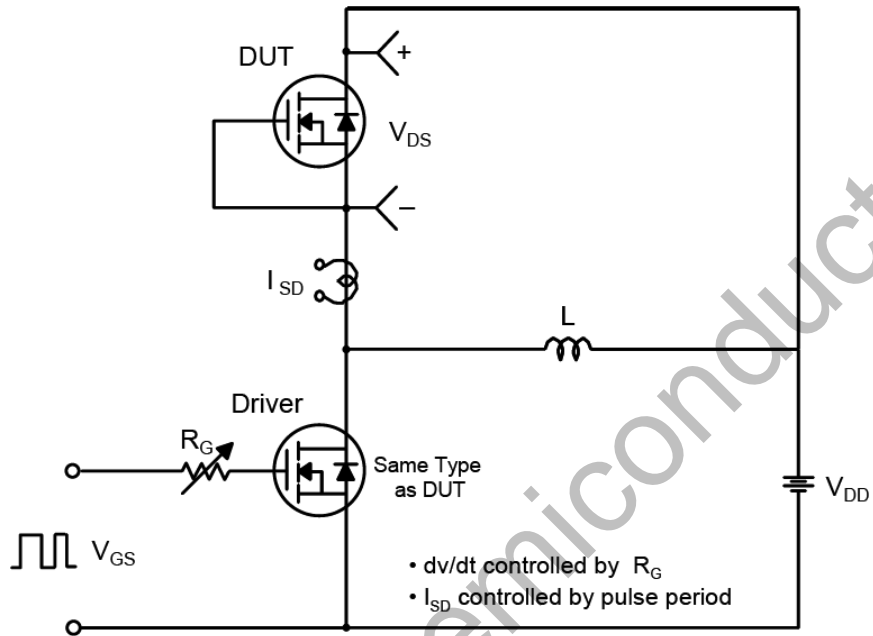 DUT
+
V_DS
−
I_SD
L
Driver
R_G
Same Type
as DUT
V_DD
V_GS
• dv/dt controlled by R_G
• I_SD controlled by pulse period
emiconduct